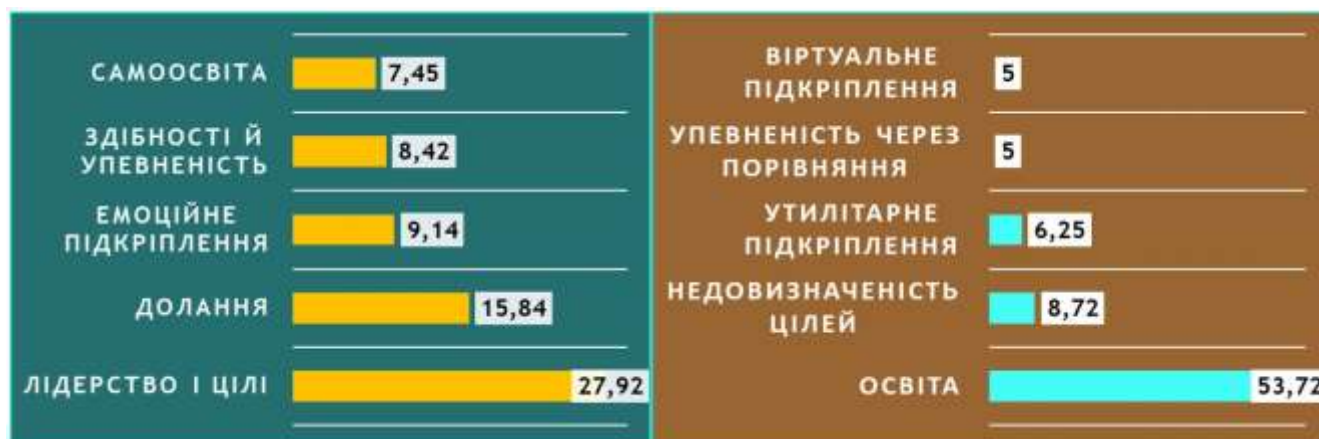 САМООСВІТА
7,45
ЗДІБНОСТІ Й
УПЕВНЕНІСТЬ
8,42
ЕМОЦІЙНЕ
ПІДКРІПЛЕННЯ
9,14
ДОЛАННЯ
15,84
ЛІДЕРСТВО І ЦІЛІ
27,92
ВІРТУАЛЬНЕ
ПІДКРІПЛЕННЯ
5
УПЕВНЕНІСТЬ ЧЕРЕЗ
ПОРІВНЯННЯ
5
УТИЛІТАРНЕ
ПІДКРІПЛЕННЯ
6,25
НЕДОВИЗНАЧЕНІСТЬ
ЦІЛЕЙ
8,72
ОСВІТА
53,72